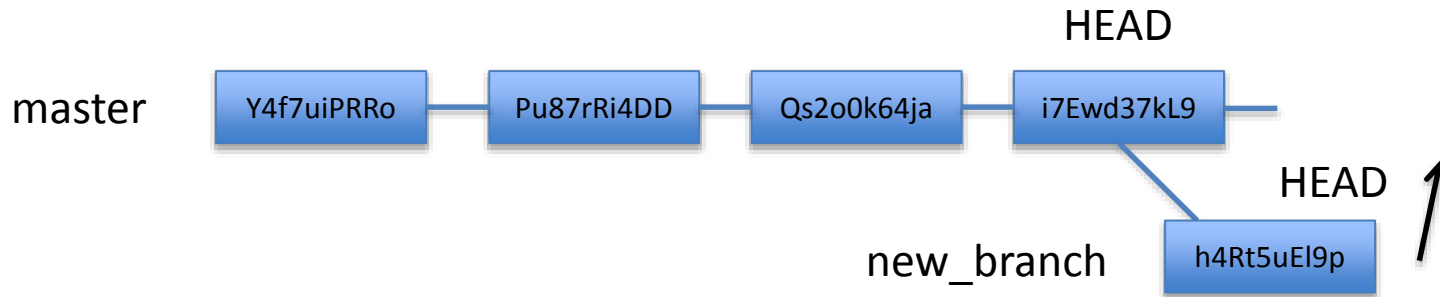 HEAD
master Y4f7uiPRRo Pu87rRi4DD Qs2o0k64ja i7Ewd37kL9
HEAD
new_branch h4Rt5uEl9p